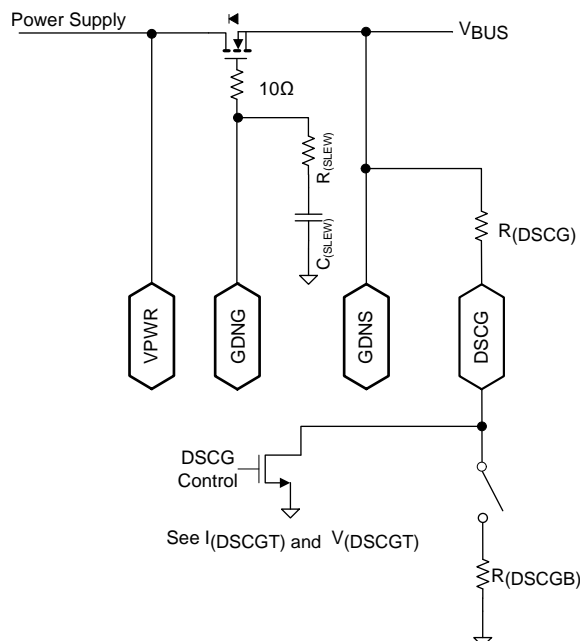 Power Supply
VBUS
10Ω
R(SLEW)
C(SLEW)
R(DSCG)
VPWR
GDNG
GDNS
DSCG
DSCG
Control
See I(DSCGT) and V(DSCGT)
R(DSCGB)